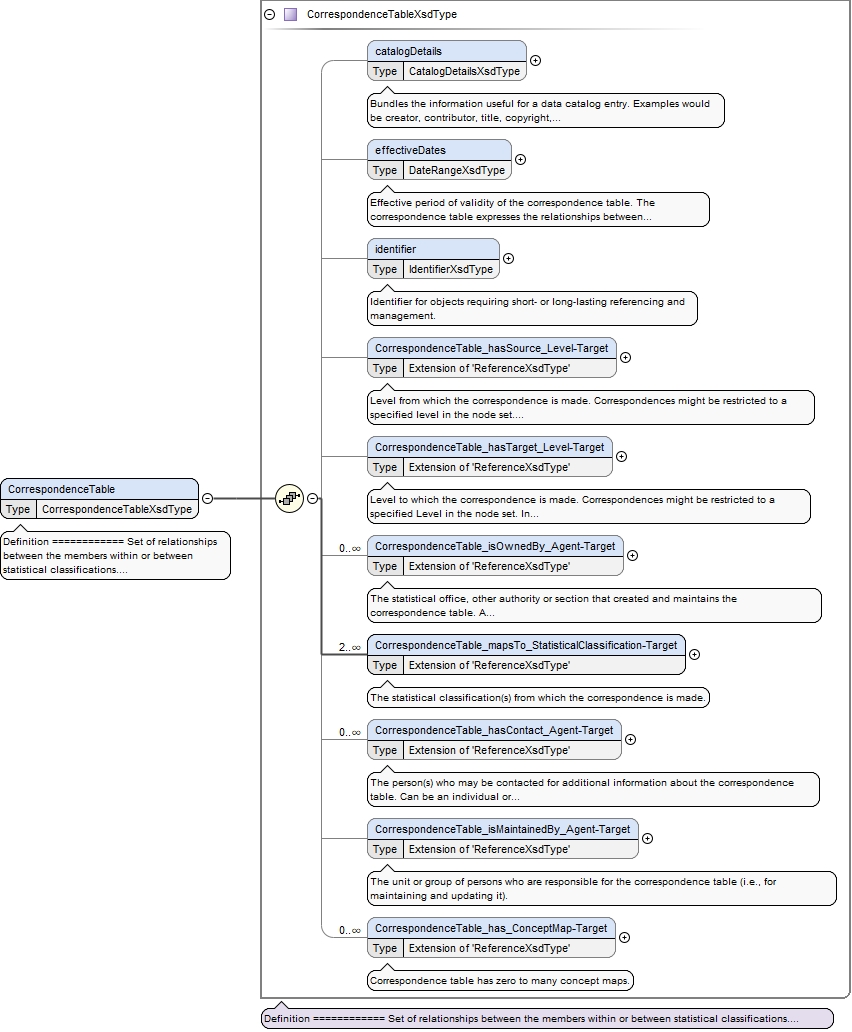 CorrespondenceTableXsdType
catalogDetails
Type CatalogDetailsXsdType
Bundles the information useful for a data catalog entry. Examples would
be creator, contributor, title, copyright,...
effectiveDates
Type DateRangeXsdType
Effective period of validity of the correspondence table. The
correspondence table expresses the relationships between...
identifier
Type IdentifierXsdType
Identifier for objects requiring short- or long-lasting referencing and
management.
CorrespondenceTable_hasSource_Level-Target
Type Extension of 'ReferenceXsdType'
Level from which the correspondence is made. Correspondences might be restricted to a
specified level in the node set....
CorrespondenceTable_hasTarget_Level-Target
Type Extension of 'ReferenceXsdType'
Level to which the correspondence is made. Correspondences might be restricted to a
specified Level in the node set. In...
CorrespondenceTable
Type CorrespondenceTableXsdType
Definition ============ Set of relationships
between the members within or between
statistical classifications....
0..∞ CorrespondenceTable_isOwnedBy_Agent-Target
Type Extension of 'ReferenceXsdType'
The statistical office, other authority or section that created and maintains the
correspondence table. A...
2..∞ CorrespondenceTable_mapsTo_StatisticalClassification-Target
Type Extension of 'ReferenceXsdType'
The statistical classification(s) from which the correspondence is made.
0..∞ CorrespondenceTable_hasContact_Agent-Target
Type Extension of 'ReferenceXsdType'
The person(s) who may be contacted for additional information about the correspondence
table. Can be an individual or...
CorrespondenceTable_isMaintainedBy_Agent-Target
Type Extension of 'ReferenceXsdType'
The unit or group of persons who are responsible for the correspondence table (i.e., for
maintaining and updating it).
0..∞ CorrespondenceTable_has_ConceptMap-Target
Type Extension of 'ReferenceXsdType'
Correspondence table has zero to many concept maps.
Definition ============ Set of relationships between the members within or between statistical classifications....